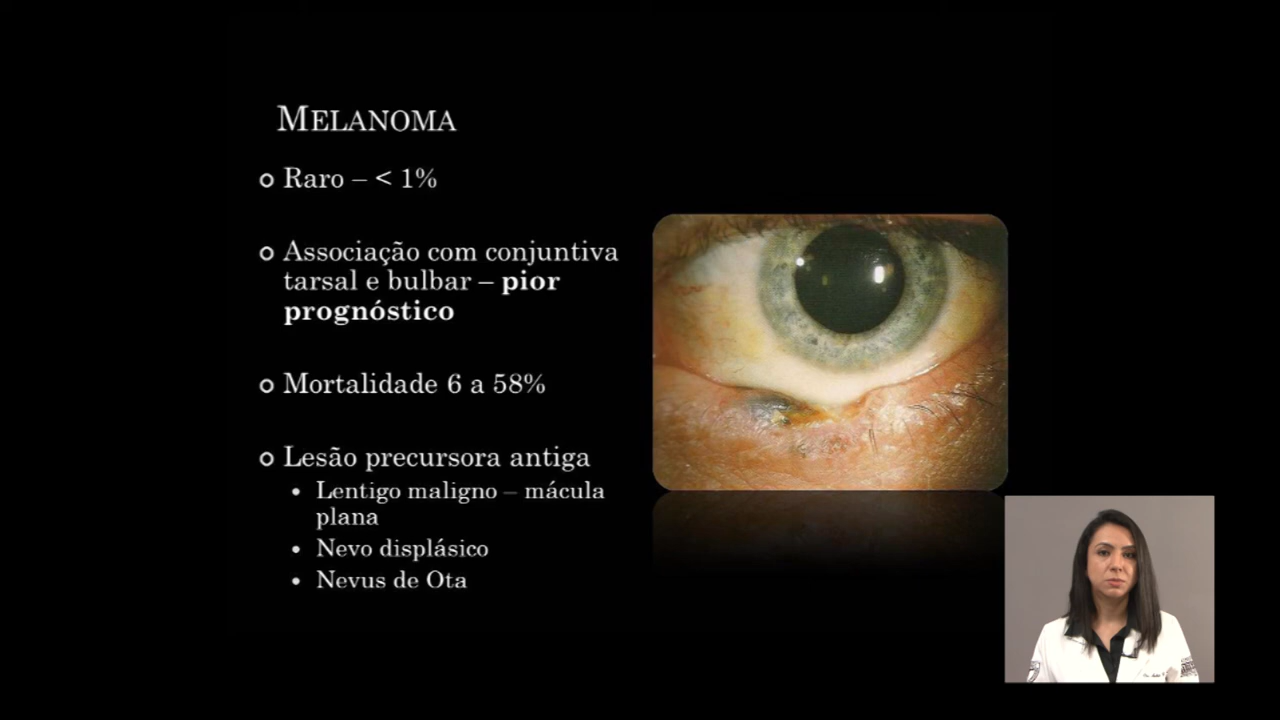 MELANOMA
Raro – < 1%
Associação com conjuntiva
tarsal e bulbar – pior
prognóstico
Mortalidade 6 a 58%
Lesão precursora antiga
Lentigo maligno – mácula
plana
Nevo displásico
Nevus de Ota